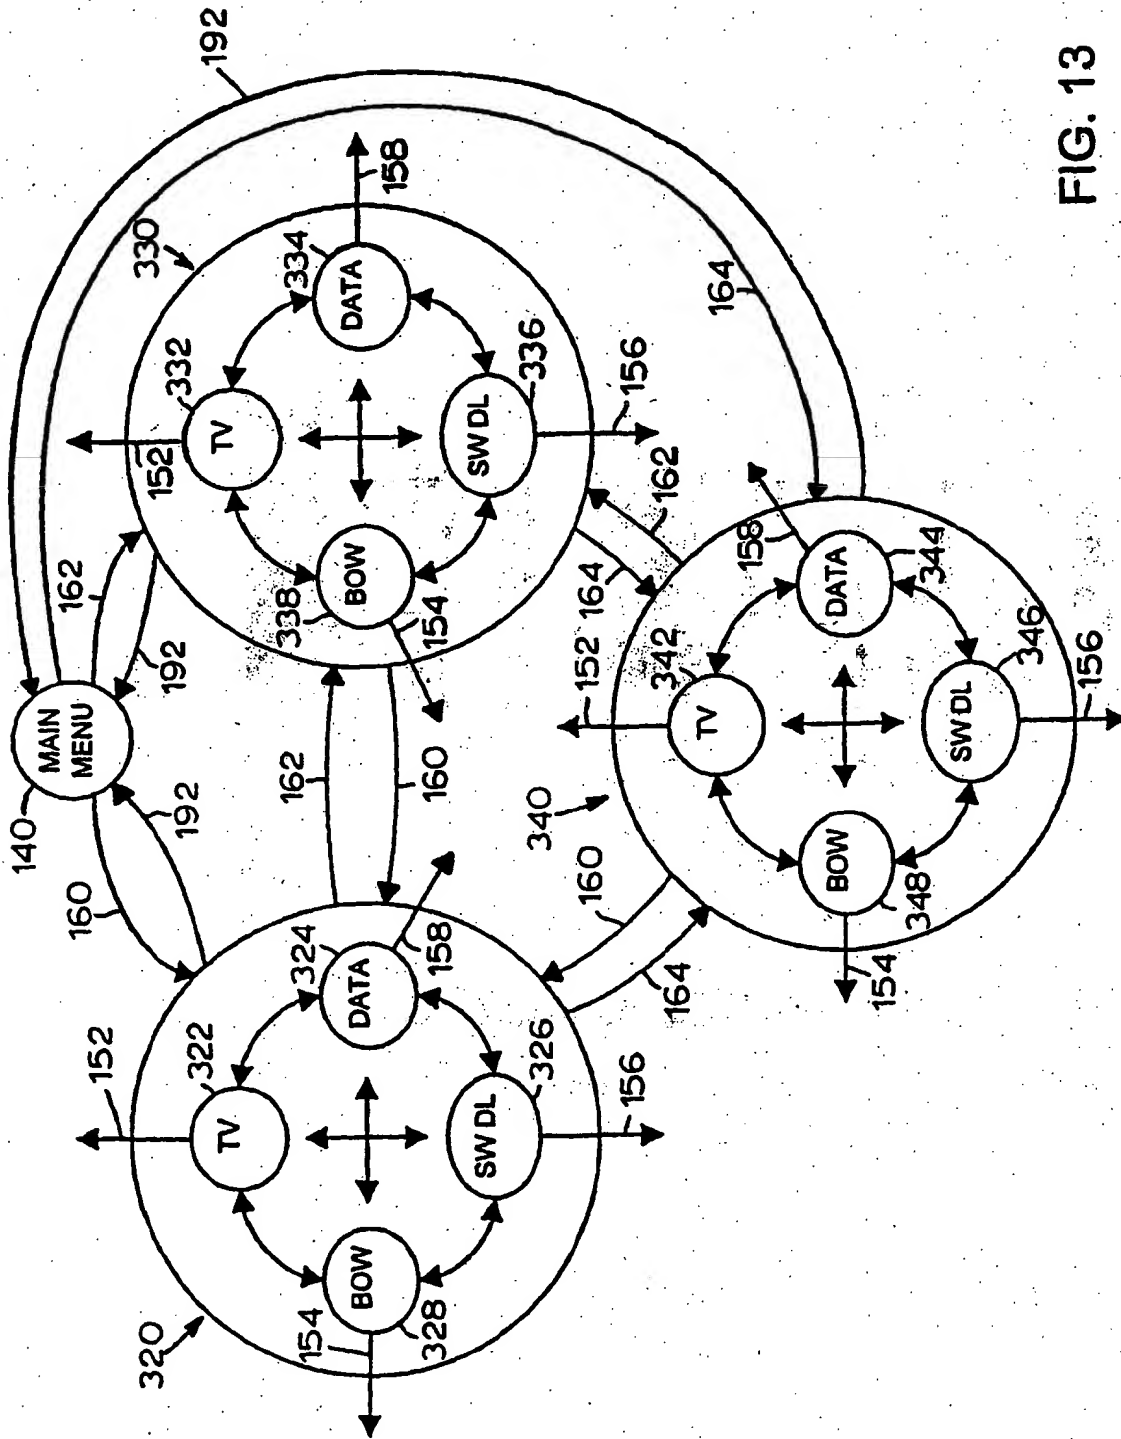 192
MAIN
MENU
140
160
192
162
192
152
TV
332
330
334
DATA
158
BOW
338
154
SW DL
336
156
162
160
164
162
164
152
TV
322
324
DATA
158
BOW
154
328
SW DL
326
156
320
160
164
340
152
342
TV
158
DATA
344
BOW
348
154
SW DL
346
156
FIG. 13